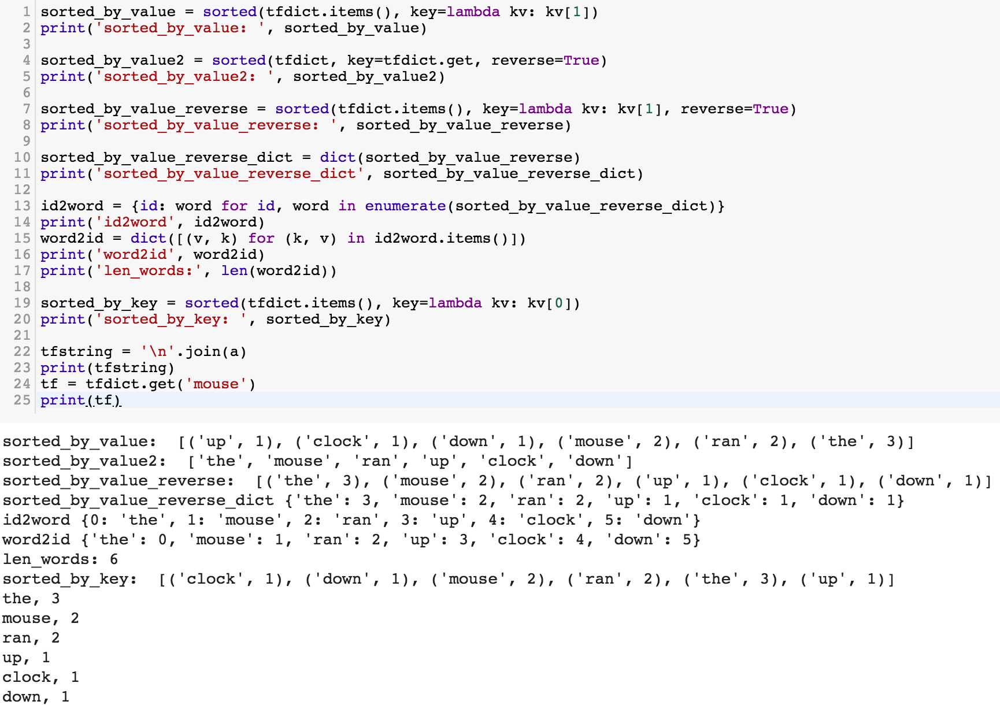 1 sorted_by_value = sorted(tfdict.items(), key=lambda kv: kv[1])
2 print('sorted_by_value: ', sorted_by_value)
3
4 sorted_by_value2 = sorted(tfdict, key=tfdict.get, reverse=True)
5 print('sorted_by_value2: ', sorted_by_value2)
6
7 sorted_by_value_reverse = sorted(tfdict.items(), key=lambda kv: kv[1], reverse=True)
8 print('sorted_by_value_reverse: ', sorted_by_value_reverse)
9
10 sorted_by_value_reverse_dict = dict(sorted_by_value_reverse)
11 print('sorted_by_value_reverse_dict', sorted_by_value_reverse_dict)
12
13 id2word = {id: word for id, word in enumerate(sorted_by_value_reverse_dict)}
14 print('id2word', id2word)
15 word2id = dict([(v, k) for (k, v) in id2word.items()])
16 print('word2id', word2id)
17 print('len_words:', len(word2id))
18
19 sorted_by_key = sorted(tfdict.items(), key=lambda kv: kv[0])
20 print('sorted_by_key: ', sorted_by_key)
21
22 tfstring = '\n'.join(a)
23 print(tfstring)
24 tf = tfdict.get('mouse')
25 print(tf)
sorted_by_value:  [('up', 1), ('clock', 1), ('down', 1), ('mouse', 2), ('ran', 2), ('the', 3)]
sorted_by_value2:  ['the', 'mouse', 'ran', 'up', 'clock', 'down']
sorted_by_value_reverse:  [('the', 3), ('mouse', 2), ('ran', 2), ('up', 1), ('clock', 1), ('down', 1)]
sorted_by_value_reverse_dict {'the': 3, 'mouse': 2, 'ran': 2, 'up': 1, 'clock': 1, 'down': 1}
id2word {0: 'the', 1: 'mouse', 2: 'ran', 3: 'up', 4: 'clock', 5: 'down'}
word2id {'the': 0, 'mouse': 1, 'ran': 2, 'up': 3, 'clock': 4, 'down': 5}
len_words: 6
sorted_by_key:  [('clock', 1), ('down', 1), ('mouse', 2), ('ran', 2), ('the', 3), ('up', 1)]
the, 3
mouse, 2
ran, 2
up, 1
clock, 1
down, 1